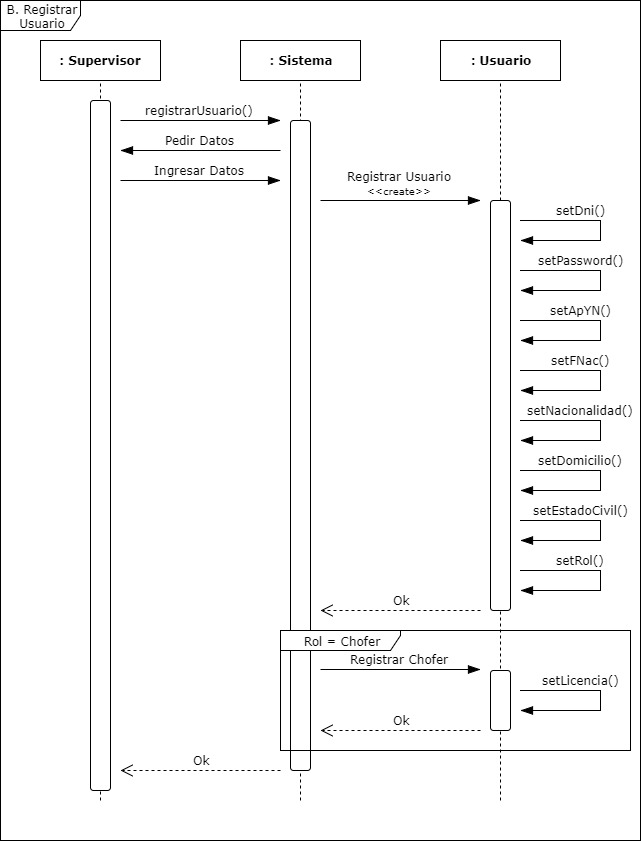 B. Registrar
Usuario
: Supervisor
: Sistema
: Usuario
registrarUsuario()
Pedir Datos
Ingresar Datos
Registrar Usuario
<<create>>
setDni()
setPassword()
setApYN()
setFNac()
setNacionalidad()
setDomicilio()
setEstadoCivil()
setRol()
Ok
Rol = Chofer
Registrar Chofer
setLicencia()
Ok
Ok